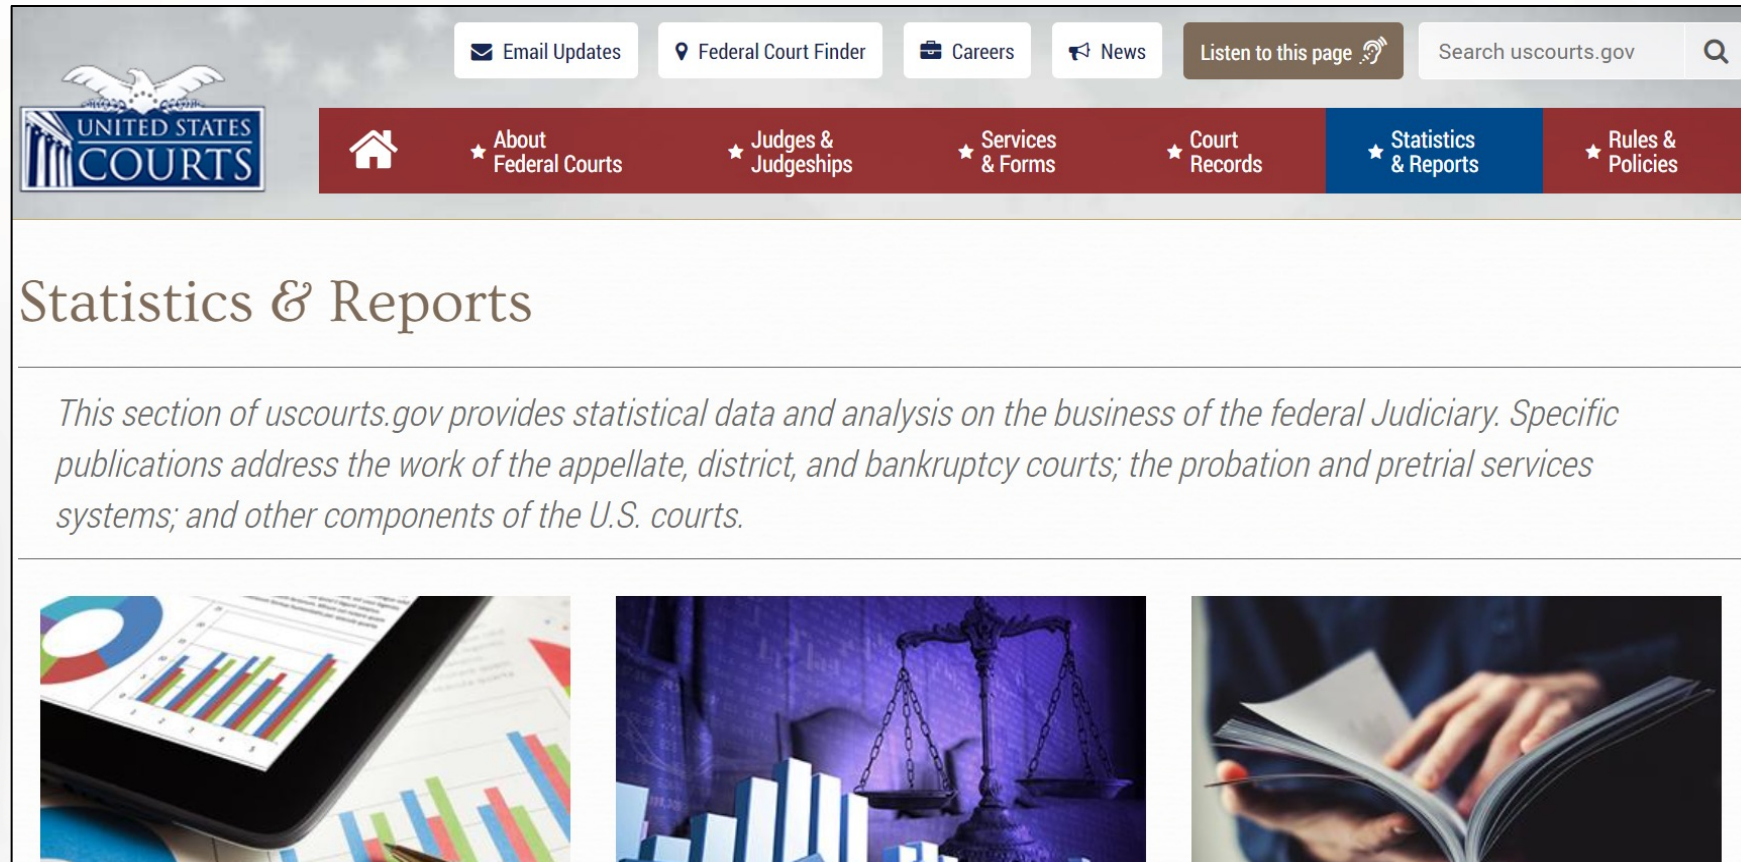 Email Updates
Federal Court Finder
Careers
News
Listen to this page
Search uscourts.gov
UNITED STATES
COURTS
About
Federal Courts
Judges &
Judgeships
Services
& Forms
Court
Records
Statistics
& Reports
Rules &
Policies
Statistics & Reports
This section of uscourts.gov provides statistical data and analysis on the business of the federal Judiciary. Specific
publications address the work of the appellate, district, and bankruptcy courts; the probation and pretrial services
systems; and other components of the U.S. courts.